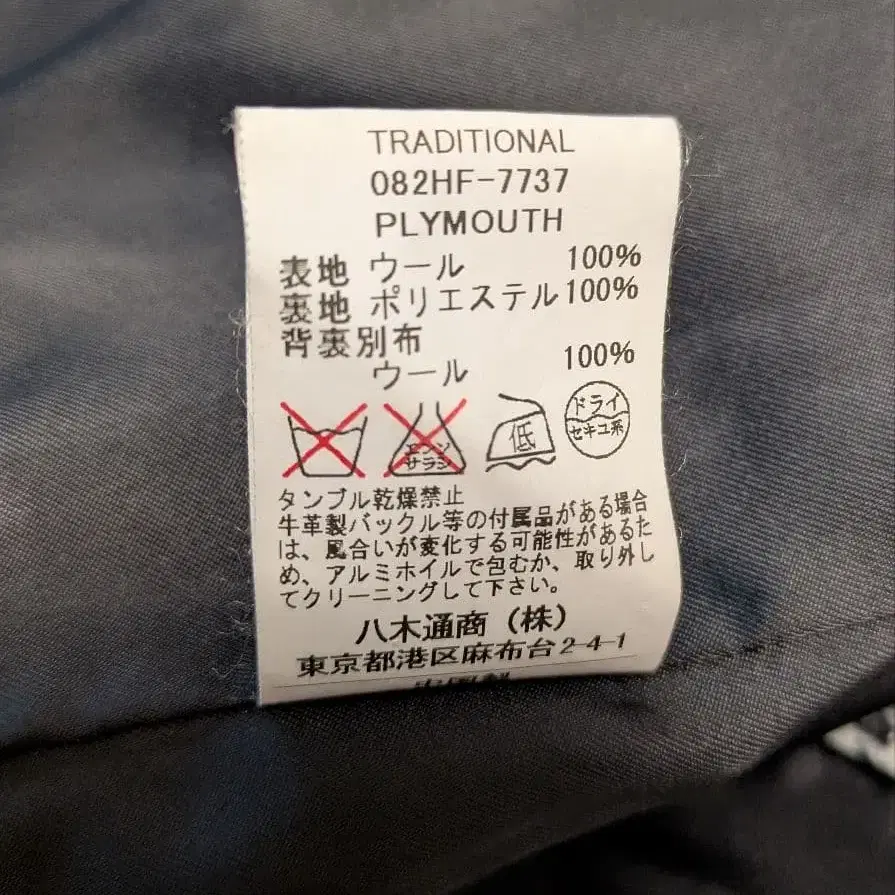 TRADITIONAL
082HF-7737
PLYMOUTH
表地 ウール 100%
裏地 ポリエステル 100%
背裏別布
ウール 100%
エンソ
サラシ
低
ドライ
セキユ系
タンブル乾燥禁止
牛革製バックル等の付属品がある場合
は、風合いが変化する可能性があるた
め、アルミホイルで包むか、取り外し
てクリーニングして下さい。
八木通商（株）
東京都港区麻布台2-4-1